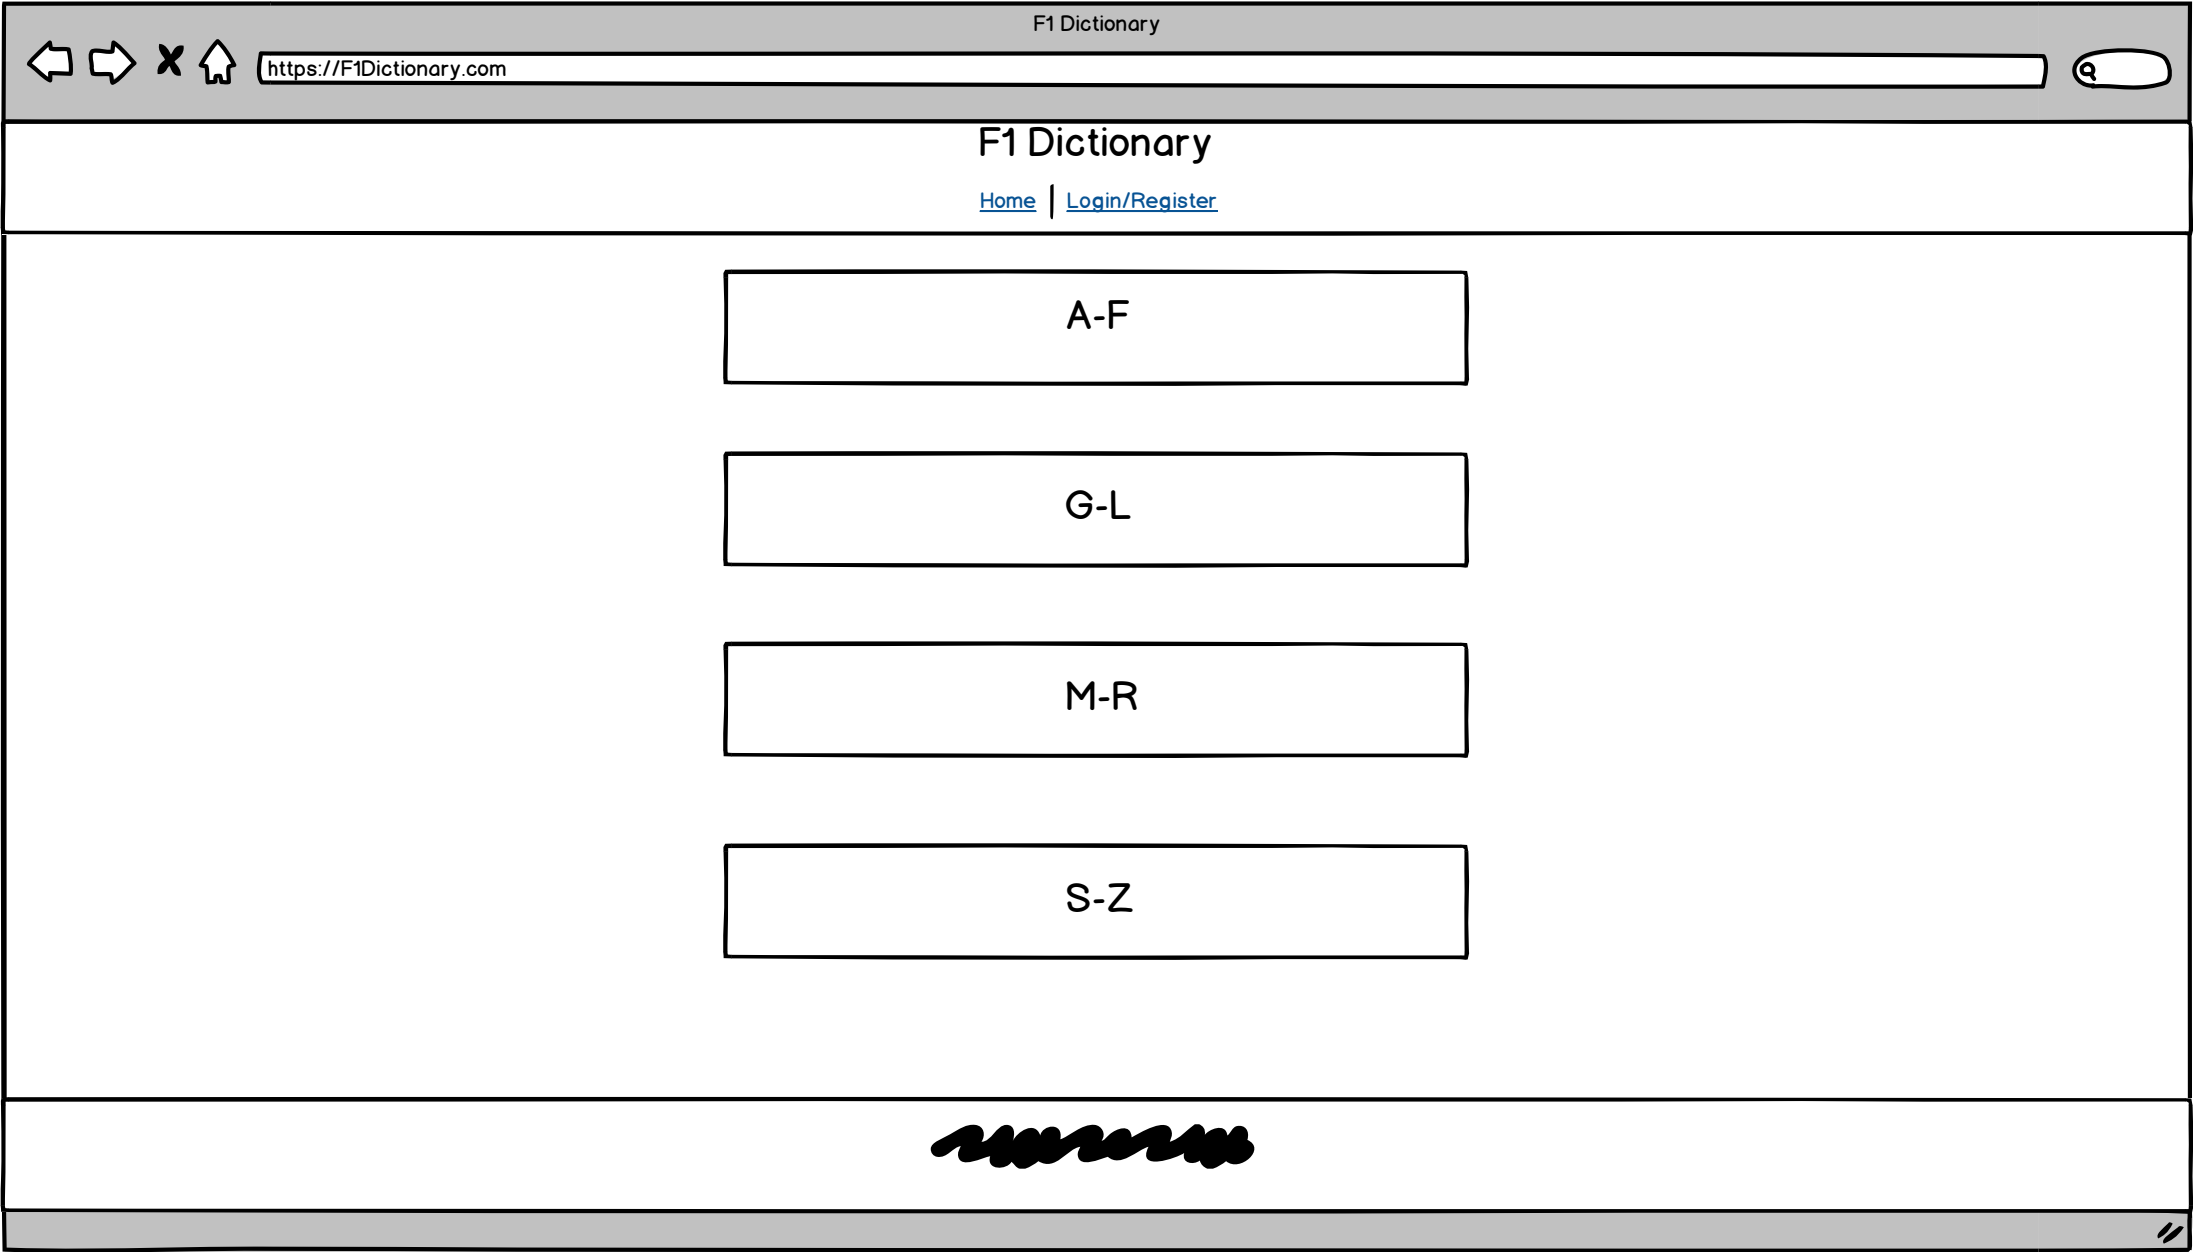 F1 Dictionary
https://F1Dictionary.com
F1 Dictionary
Home | Login/Register
A-F
G-L
M-R
S-Z